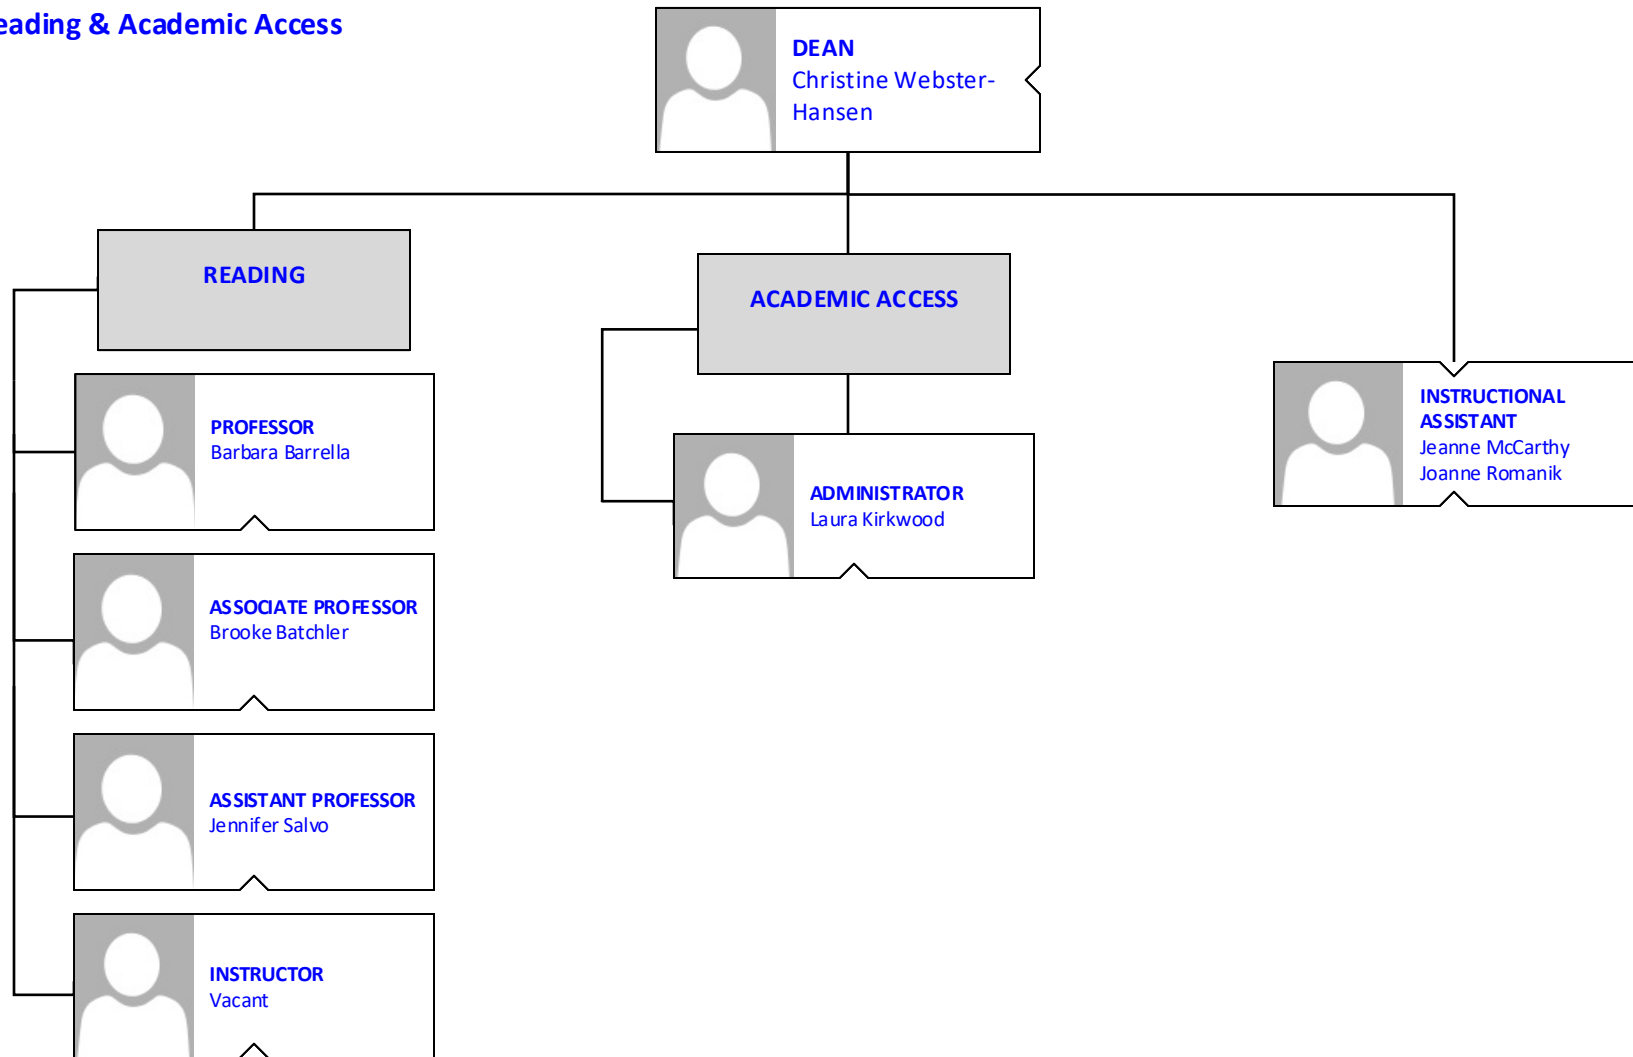 eading & Academic Access
DEAN
Christine Webster-
Hansen
READING
ACADEMIC ACCESS
PROFESSOR
Barbara Barrella
ASSOCIATE PROFESSOR
Brooke Batchler
ASSISTANT PROFESSOR
Jennifer Salvo
INSTRUCTOR
Vacant
ADMINISTRATOR
Laura Kirkwood
INSTRUCTIONAL
ASSISTANT
Jeanne McCarthy
Joanne Romanik